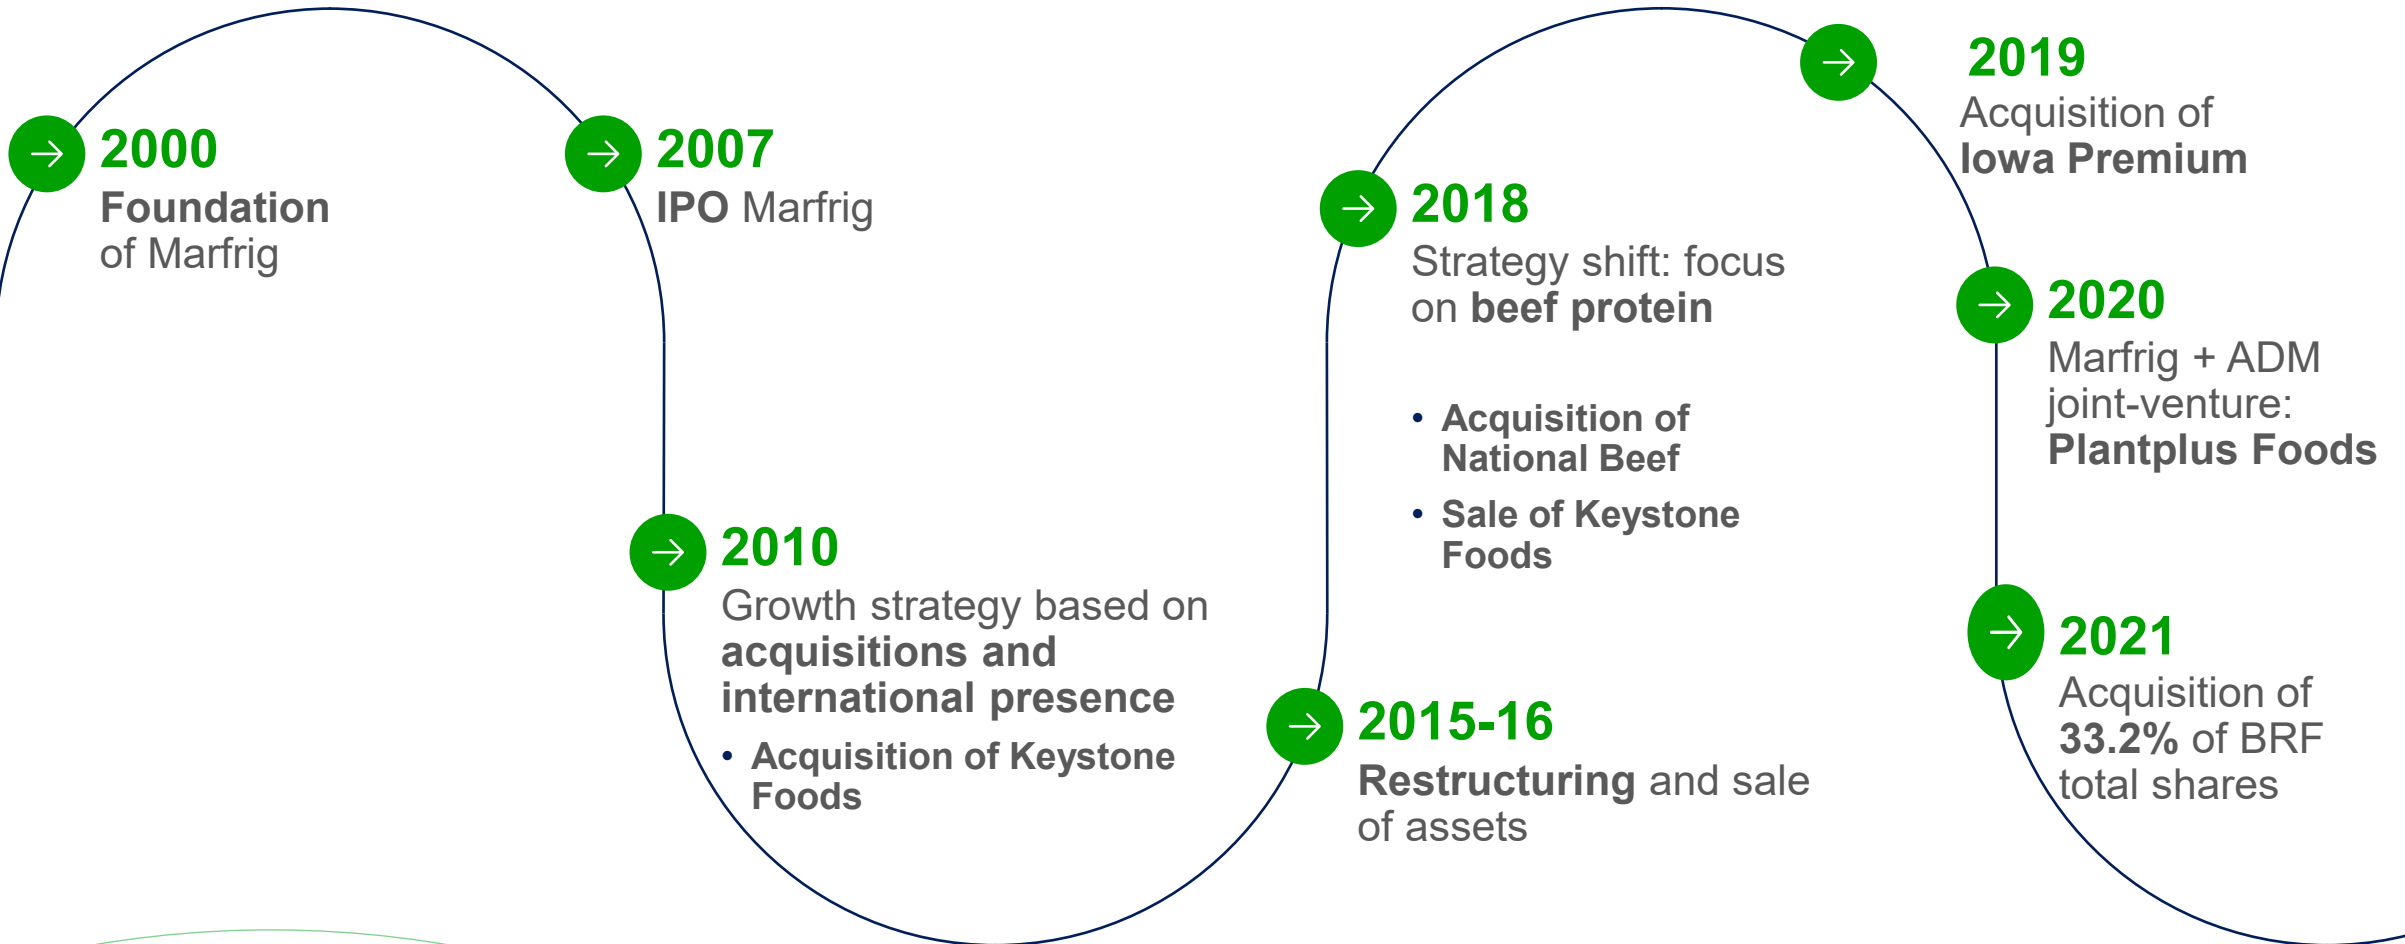 2000
Foundation
of Marfrig
2007
IPO Marfrig
2010
Growth strategy based on
acquisitions and
international presence
• Acquisition of Keystone
Foods
2015-16
Restructuring and sale
of assets
2018
Strategy shift: focus
on beef protein
• Acquisition of
National Beef
• Sale of Keystone
Foods
2019
Acquisition of
Iowa Premium
2020
Marfrig + ADM
joint-venture:
Plantplus Foods
2021
Acquisition of
33.2% of BRF
total shares